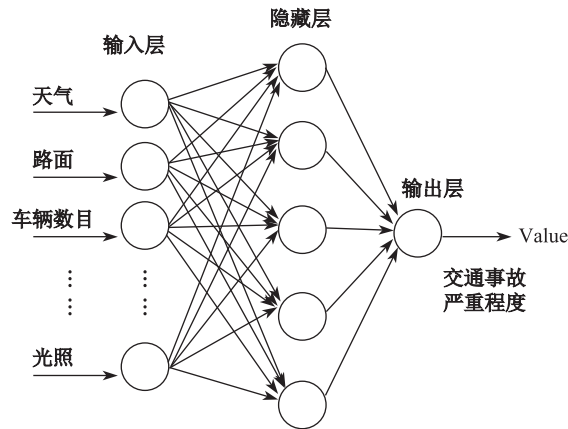 隐藏层
输入层
天气
路面
车辆数目
输出层
Value
交通事故
严重程度
光照